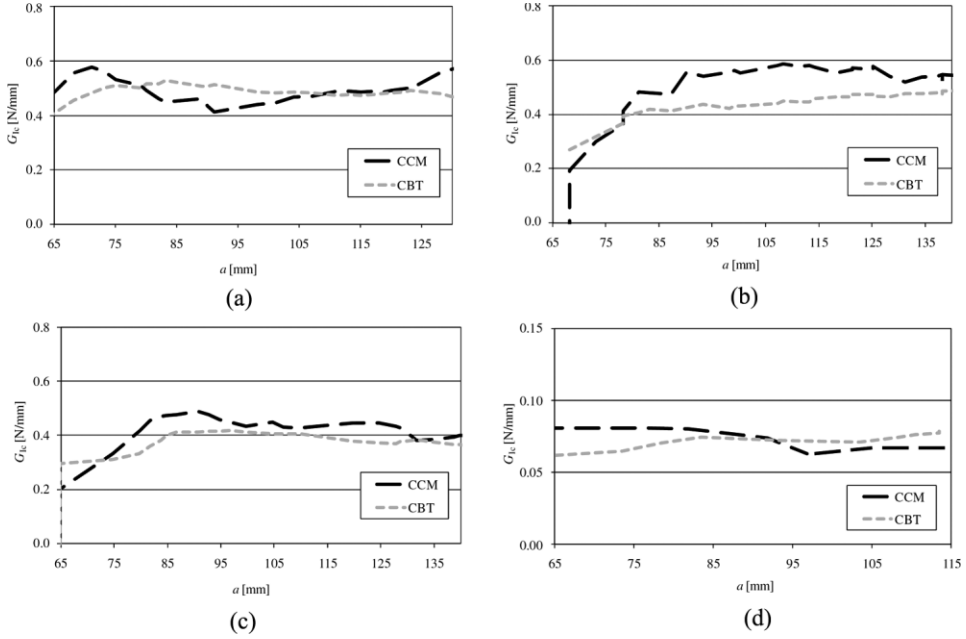 0.8
0.6
0.4
0.2
0.0
G_Ic [N/mm]
CCM
CBT
65 75 85 95 105 115 125
a [mm]
(a)
0.8
0.6
0.4
0.2
0.0
G_Ic [N/mm]
CCM
CBT
65 75 85 95 105 115 125 135
a [mm]
(b)
0.8
0.6
0.4
0.2
0.0
G_Ic [N/mm]
CCM
CBT
65 75 85 95 105 115 125 135
a [mm]
(c)
0.15
0.10
0.05
0.00
G_Ic [N/mm]
CCM
CBT
65 75 85 95 105 115
a [mm]
(d)